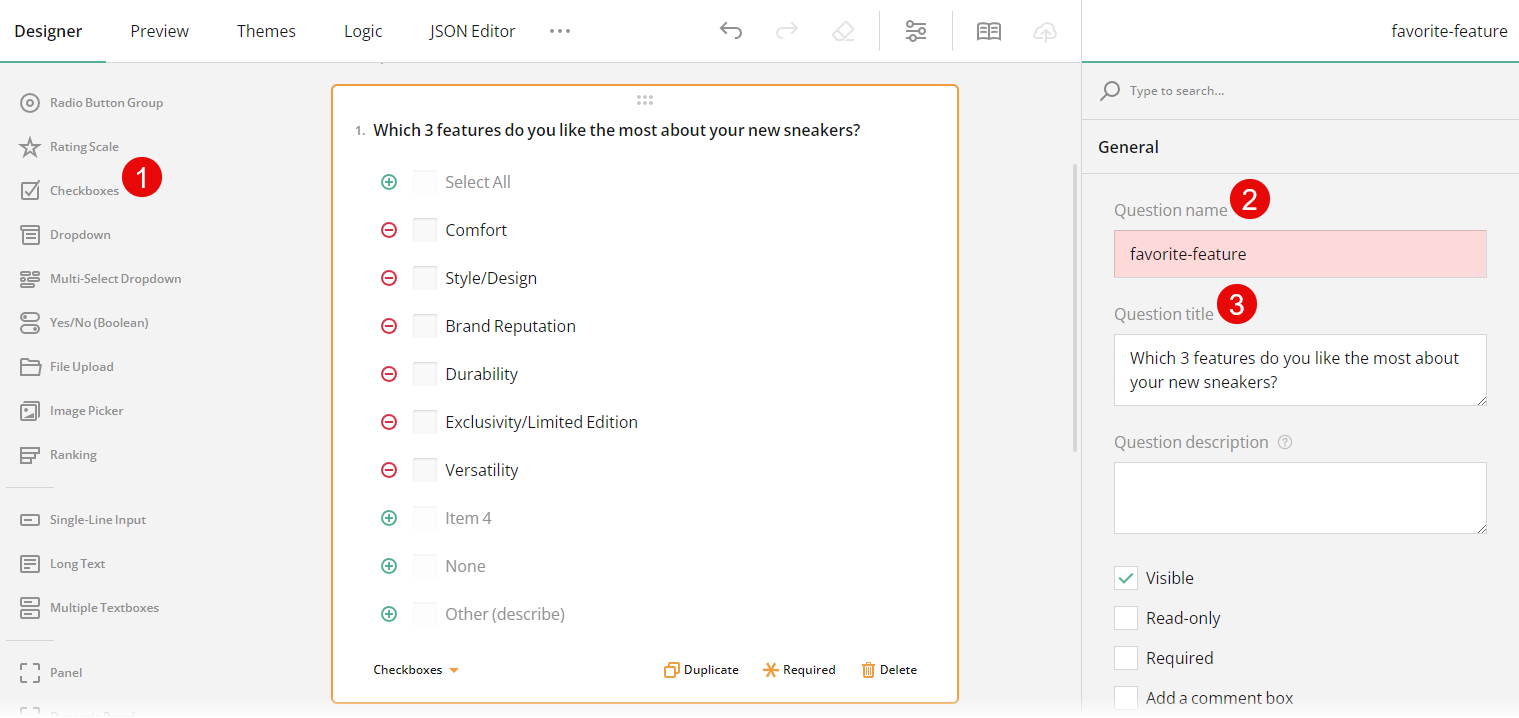 Designer
Preview
Themes
Logic
JSON Editor
favorite-feature
Radio Button Group
Rating Scale
Checkboxes
1
Dropdown
Multi-Select Dropdown
Yes/No (Boolean)
File Upload
Image Picker
Ranking
Single-Line Input
Long Text
Multiple Textboxes
Panel
1. Which 3 features do you like the most about your new sneakers?
Select All
Comfort
Style/Design
Brand Reputation
Durability
Exclusivity/Limited Edition
Versatility
Item 4
None
Other (describe)
Checkboxes
Duplicate
Required
Delete
Type to search...
General
Question name
2
favorite-feature
Question title
3
Which 3 features do you like the most about
your new sneakers?
Question description
Visible
Read-only
Required
Add a comment box